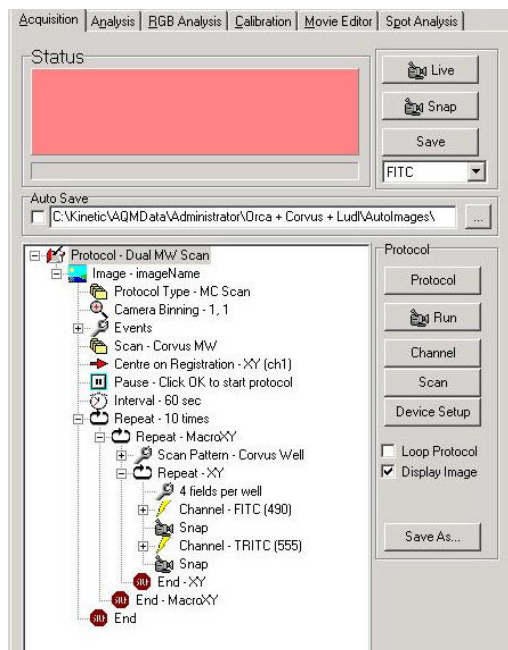 Acquisition Analysis RGB Analysis Calibration Movie Editor Spot Analysis
Status
Live
Snap
Save
FITC
Auto Save
C:\Kinetic\AQMData\Administrator\Orca + Corvus + Ludl\AutoImages\ ...
Protocol - Dual MW Scan
Image - imageName
Protocol Type - MC Scan
Camera Binning - 1, 1
Events
Scan - Corvus MW
Centre on Registration - XY (ch1)
Pause - Click OK to start protocol
Interval - 60 sec
Repeat - 10 times
Repeat - MacroXY
Scan Pattern - Corvus Well
Repeat - XY
4 fields per well
Channel - FITC (490)
Snap
Channel - TRITC (555)
Snap
End - XY
End - MacroXY
End
Protocol
Protocol
Run
Channel
Scan
Device Setup
Loop Protocol
Display Image
Save As...